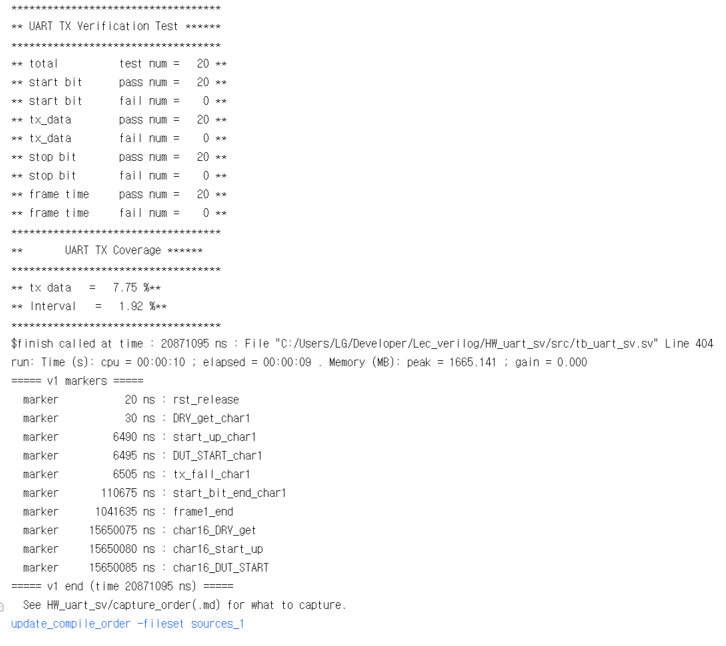 ***********************************
** UART TX Verification Test ******
***********************************
** total          test num =   20 **
** start bit      pass num =   20 **
** start bit      fail num =    0 **
** tx_data        pass num =   20 **
** tx_data        fail num =    0 **
** stop bit       pass num =   20 **
** stop bit       fail num =    0 **
** frame time     pass num =   20 **
** frame time     fail num =    0 **
***********************************
**       UART TX Coverage ******
***********************************
** tx data   =   7.75 %**
** Interval   =   1.92 %**
***********************************
$finish called at time : 20871095 ns : File "C:/Users/LG/Developer/Lec_verilog/HW_uart_sv/src/tb_uart_sv.sv" Line 404
run: Time (s): cpu = 00:00:10 ; elapsed = 00:00:09 . Memory (MB): peak = 1665.141 ; gain = 0.000
===== v1 markers =====
  marker           20 ns : rst_release
  marker           30 ns : DRV_get_char1
  marker         6490 ns : start_up_char1
  marker         6495 ns : DUT_START_char1
  marker         6505 ns : tx_fall_char1
  marker       110675 ns : start_bit_end_char1
  marker      1041635 ns : frame1_end
  marker     15650075 ns : char16_DRV_get
  marker     15650080 ns : char16_start_up
  marker     15650085 ns : char16_DUT_START
===== v1 end (time 20871095 ns) =====
  See HW_uart_sv/capture_order(.md) for what to capture.
update_compile_order -fileset sources_1